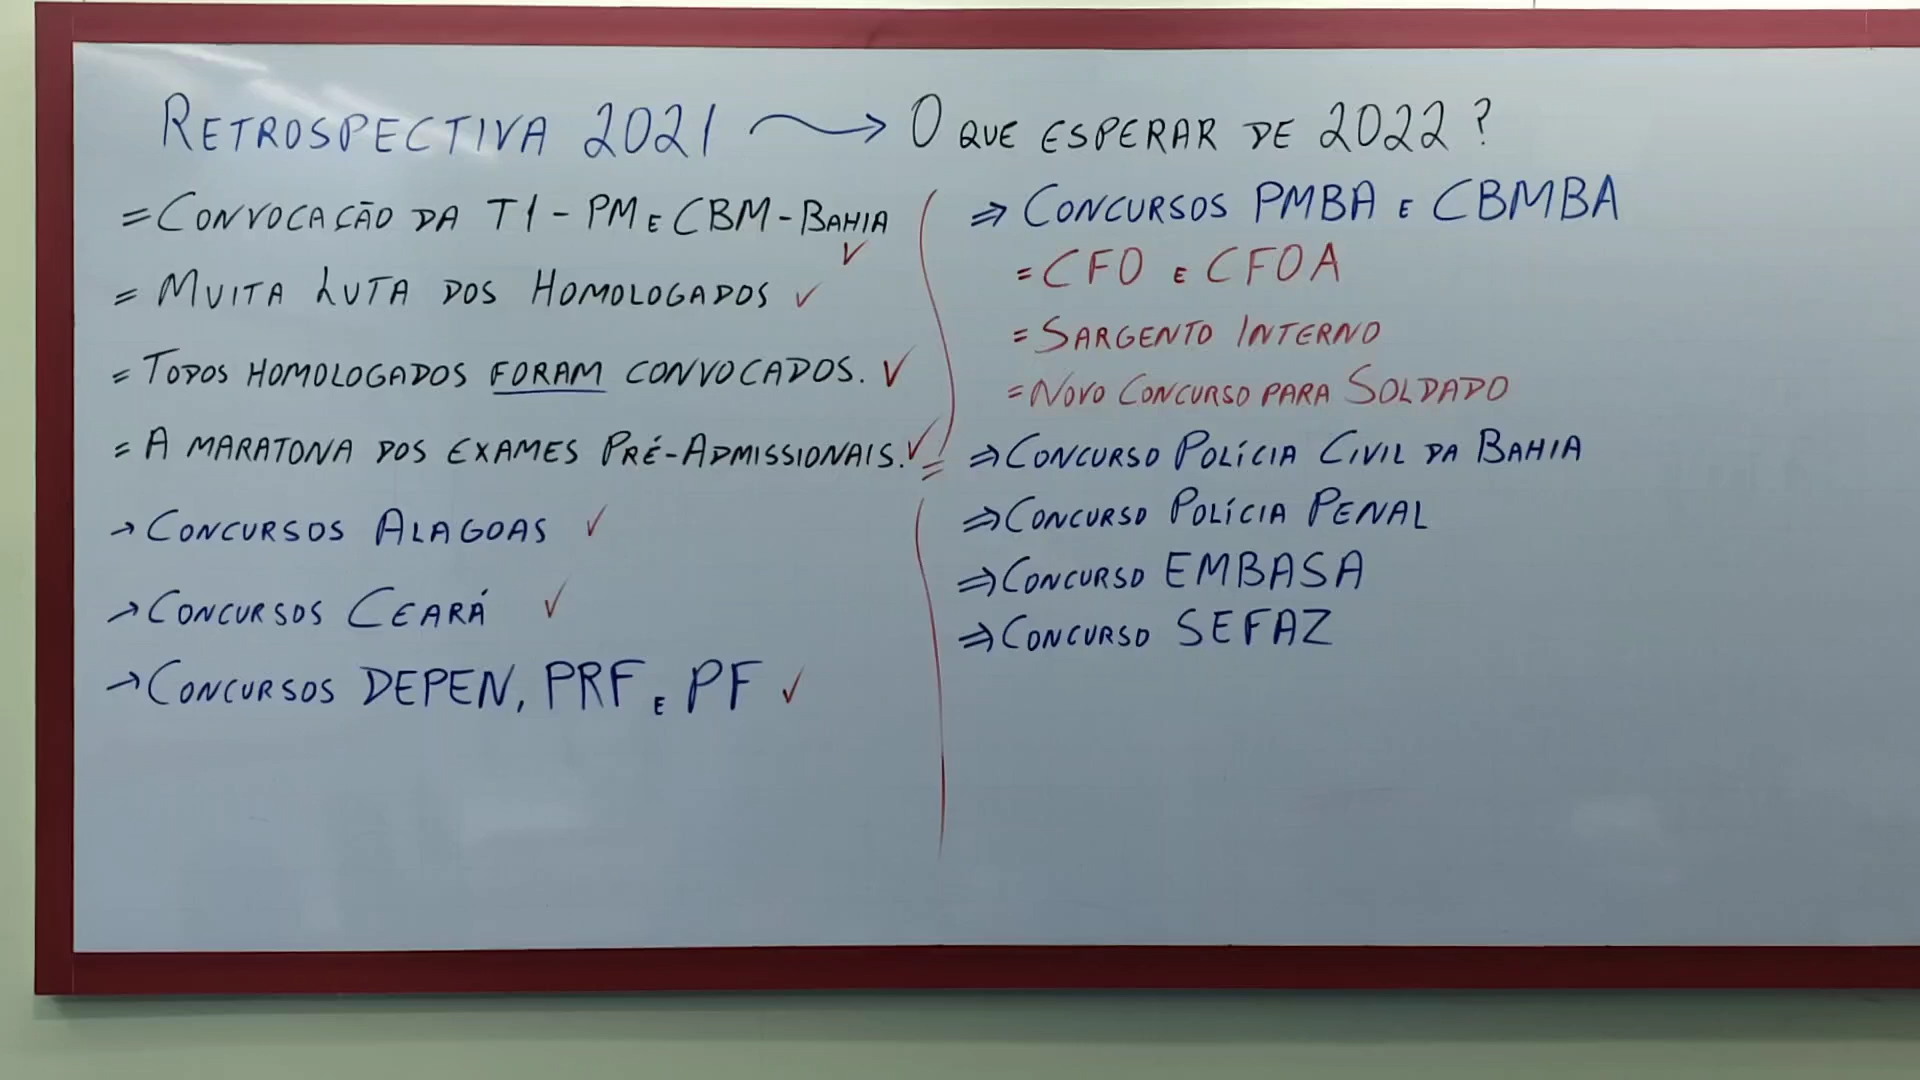 RETROSPECTIVA 2021 → O QUE ESPERAR DE 2022?
= CONVOCAÇÃO DA T1 - PM E CBM - BAHIA ✓
= MUITA LUTA DOS HOMOLOGADOS ✓
= TODOS HOMOLOGADOS FORAM CONVOCADOS. ✓
= A MARATONA DOS EXAMES PRÉ-ADMISSIONAIS. ✓
→ CONCURSOS ALAGOAS ✓
→ CONCURSOS CEARÁ ✓
→ CONCURSOS DEPEN, PRF E PF ✓
⇒ CONCURSOS PMBA E CBMBA
= CFO E CFOA
= SARGENTO INTERNO
= NOVO CONCURSO PARA SOLDADO
⇒ CONCURSO POLÍCIA CIVIL DA BAHIA
⇒ CONCURSO POLÍCIA PENAL
⇒ CONCURSO EMBASA
⇒ CONCURSO SEFAZ